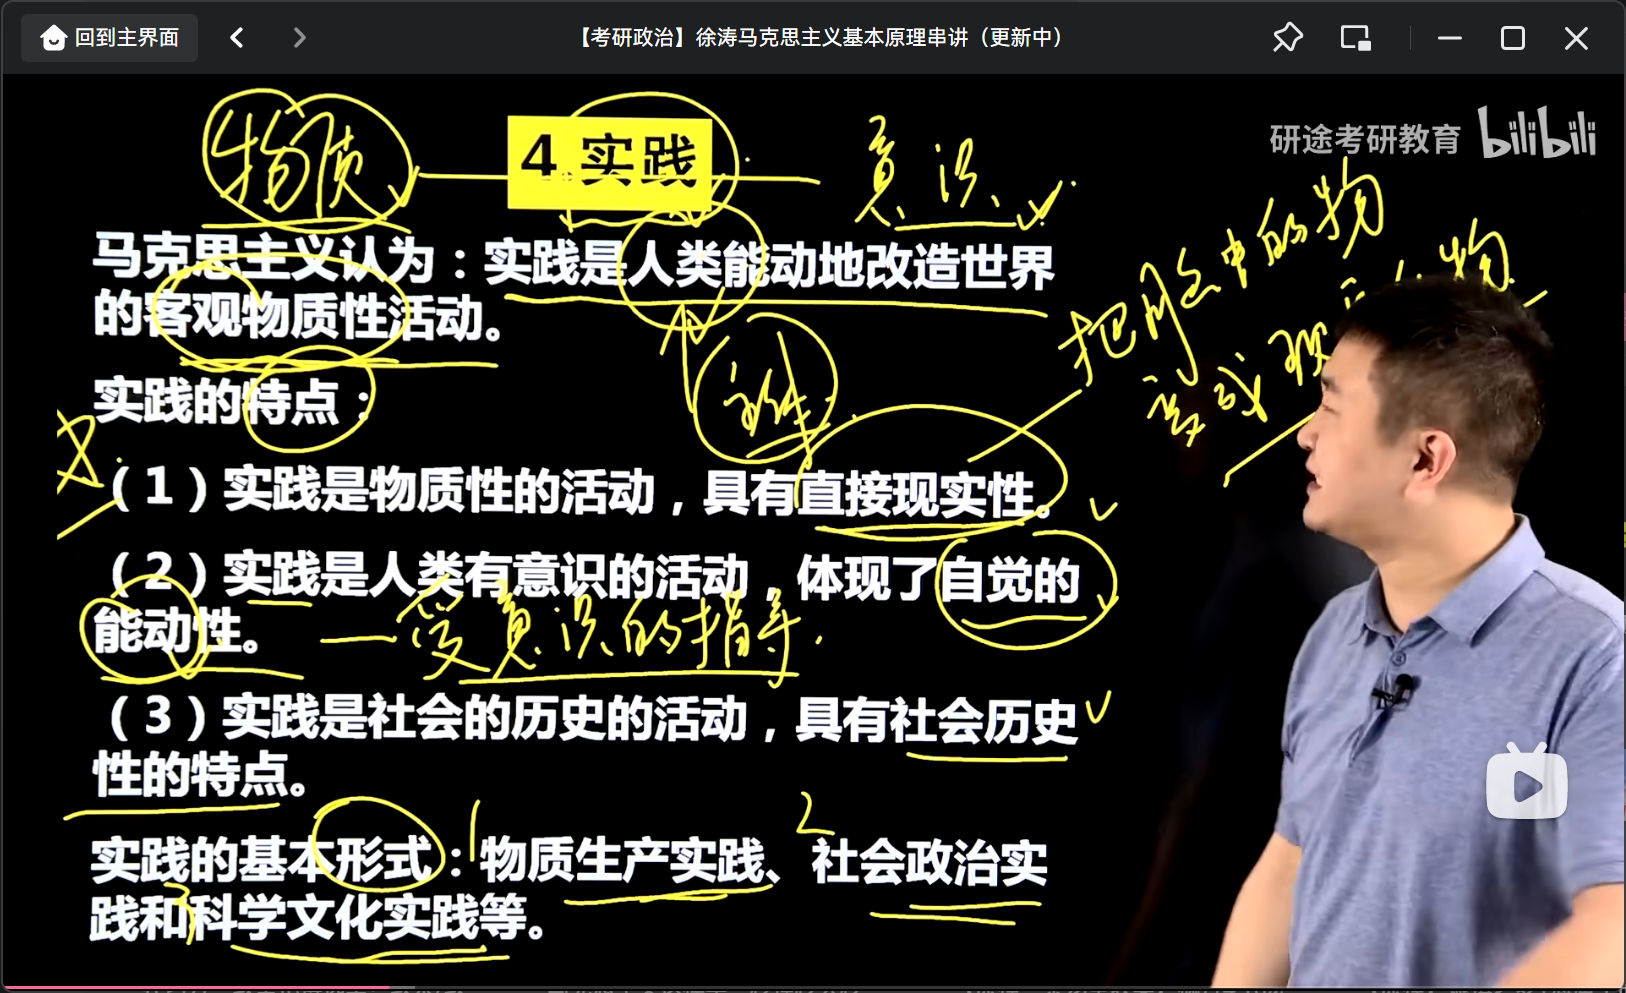 回到主界面
【考研政治】徐涛马克思主义基本原理串讲（更新中）
研途考研教育 bilibili
物质
4.实践
意识
马克思主义认为：实践是人类能动地改造世界
的客观物质性活动。
主体
把脑中的物
变成现实的物
实践的特点：
（1）实践是物质性的活动，具有直接现实性。
（2）实践是人类有意识的活动，体现了自觉的
能动性。
受意识的指导.
（3）实践是社会的历史的活动，具有社会历史
性的特点。
1
2
实践的基本形式：物质生产实践、社会政治实
3
践和科学文化实践等。